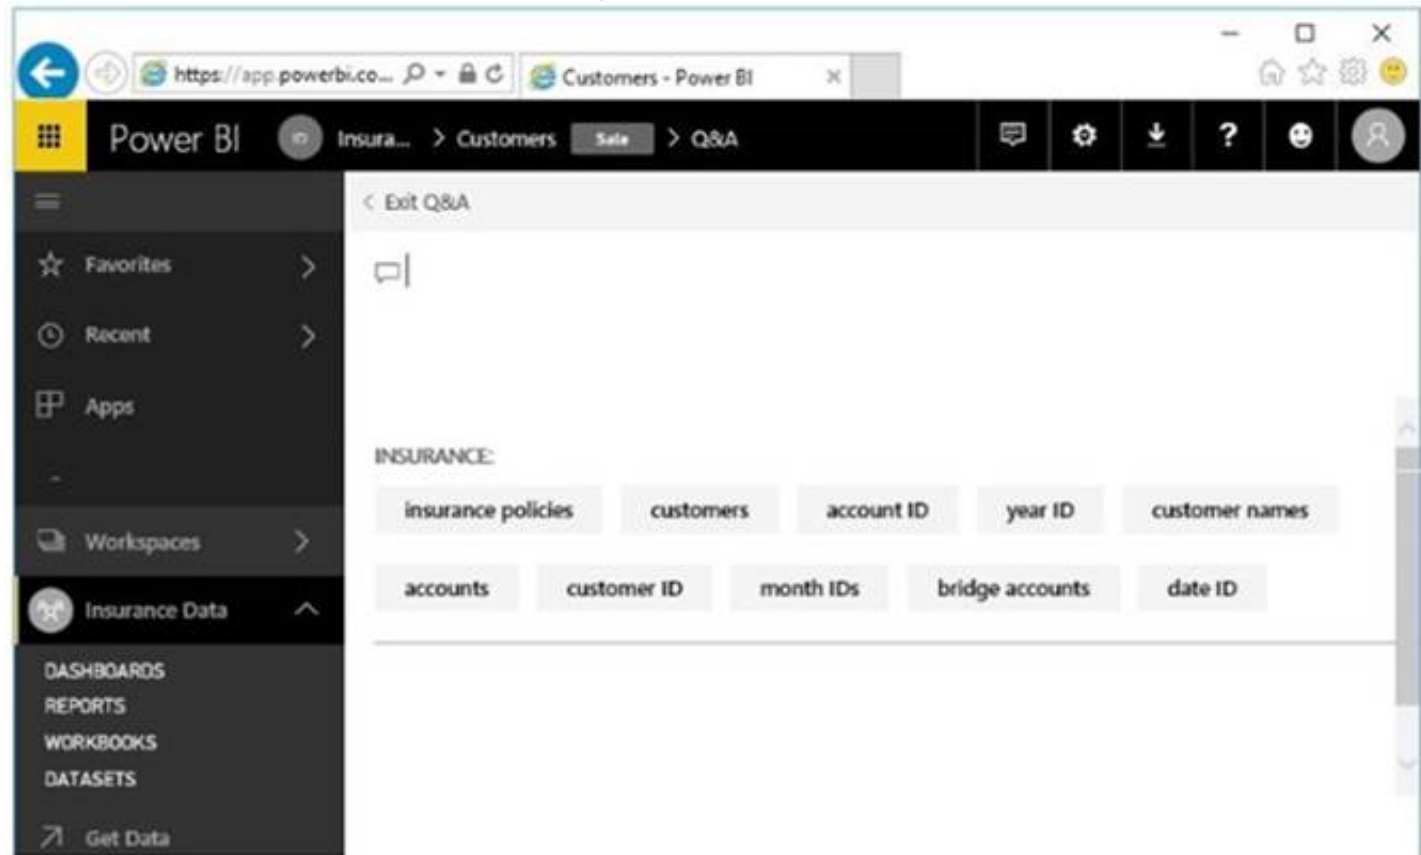 https://app.powerbi.co...
Customers - Power BI
Power BI
Insura... > Customers Sale > Q&A
?
< Exit Q&A
Favorites >
Recent >
Apps
INSURANCE:
insurance policies customers account ID year ID customer names
Workspaces >
accounts customer ID month IDs bridge accounts date ID
Insurance Data
DASHBOARDS
REPORTS
WORKBOOKS
DATASETS
Get Data